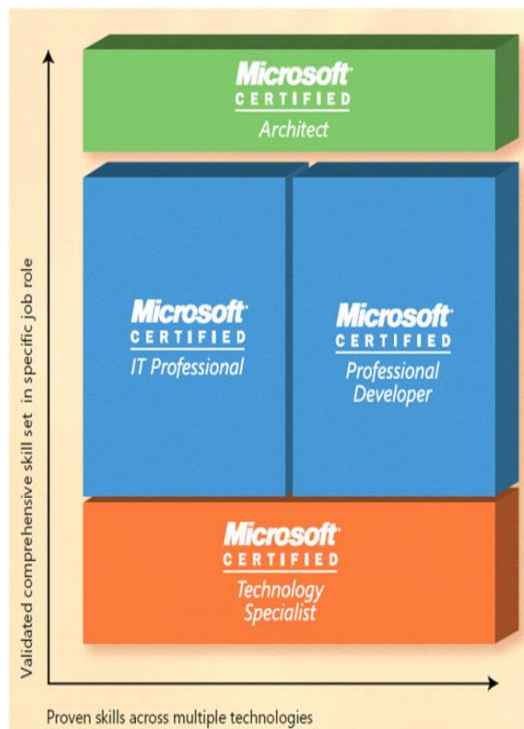 Microsoft
CERTIFIED
Architect
Microsoft
CERTIFIED
IT Professional
Microsoft
CERTIFIED
Professional
Developer
Microsoft
CERTIFIED
Technology
Specialist
Validated comprehensive skill set in specific job role
Proven skills across multiple technologies